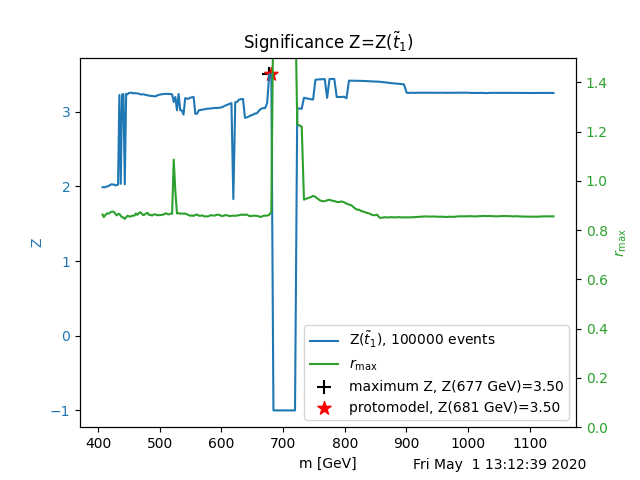 Significance Z=Z(t̃₁)
Z
3
2
1
0
−1
1.4
1.2
1.0
0.8
0.6
0.4
0.2
0.0
r_max
Z(t̃₁), 100000 events
r_max
maximum Z, Z(677 GeV)=3.50
protomodel, Z(681 GeV)=3.50
400 500 600 700 800 900 1000 1100
m [GeV]
Fri May 1 13:12:39 2020